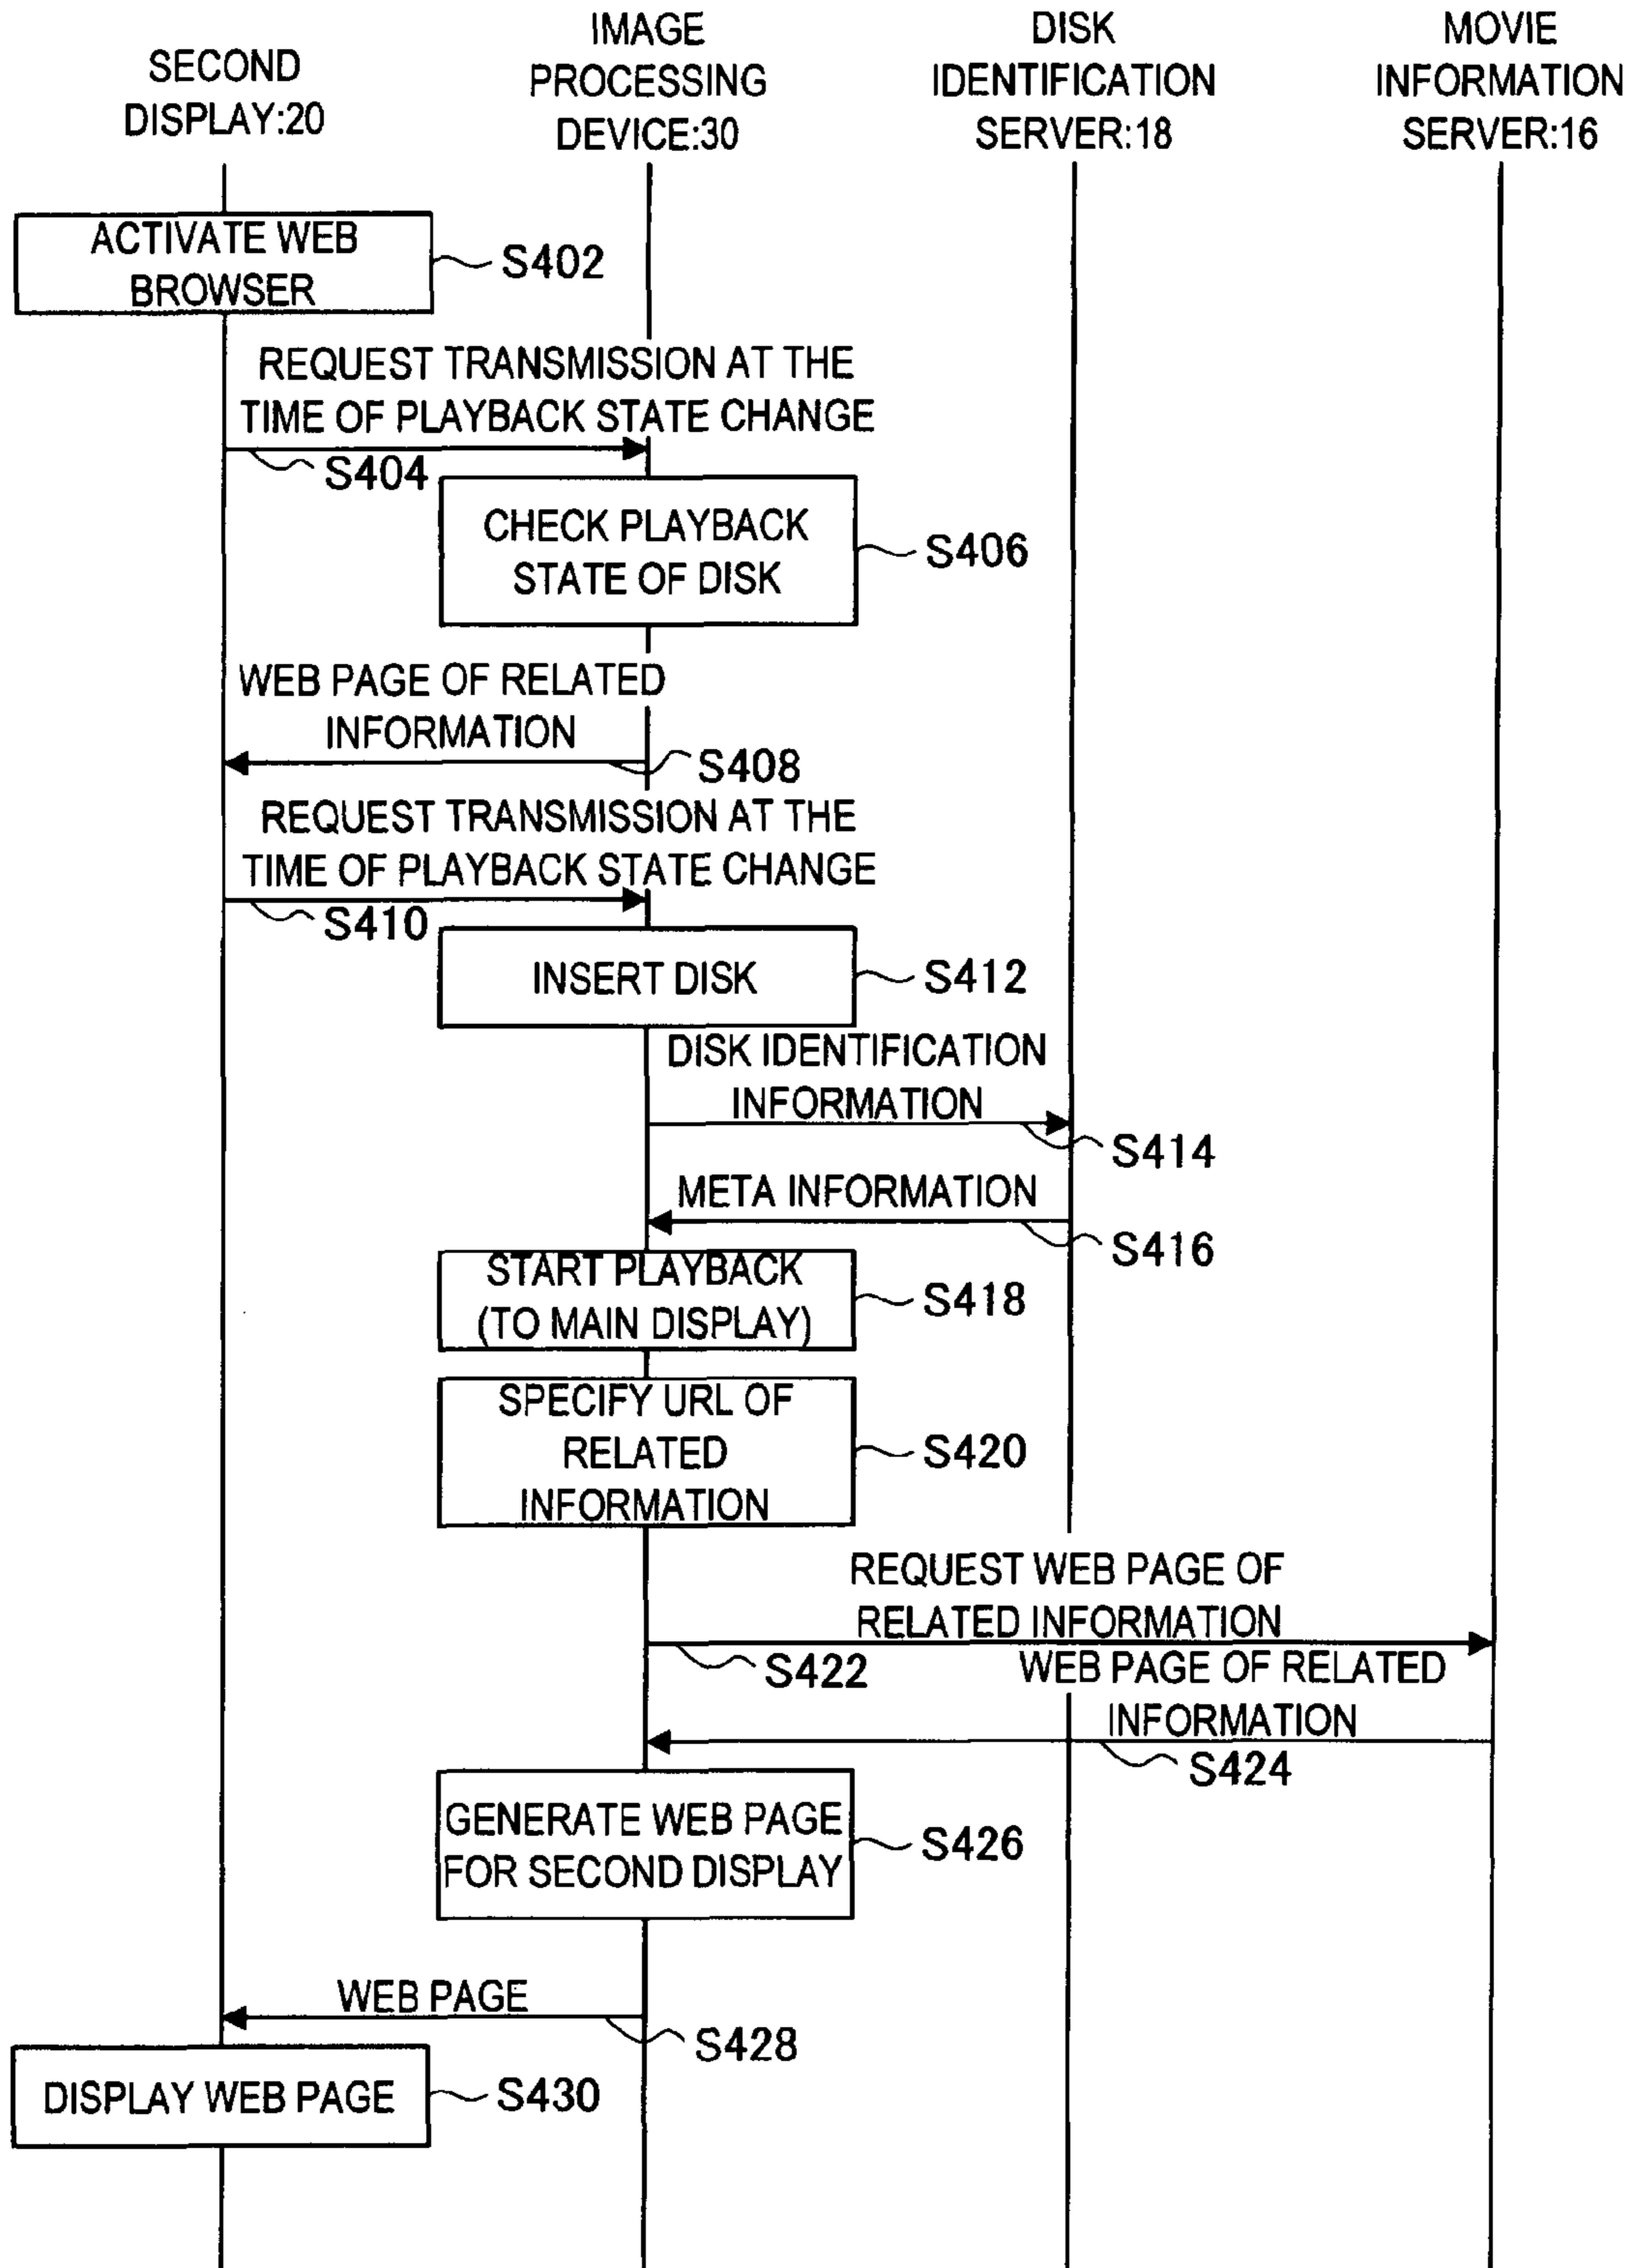 SECOND
DISPLAY:20
IMAGE
PROCESSING
DEVICE:30
DISK
IDENTIFICATION
SERVER:18
MOVIE
INFORMATION
SERVER:16
ACTIVATE WEB
BROWSER
S402
REQUEST TRANSMISSION AT THE
TIME OF PLAYBACK STATE CHANGE
S404
CHECK PLAYBACK
STATE OF DISK
S406
WEB PAGE OF RELATED
INFORMATION
S408
REQUEST TRANSMISSION AT THE
TIME OF PLAYBACK STATE CHANGE
S410
INSERT DISK
S412
DISK IDENTIFICATION
INFORMATION
S414
META INFORMATION
S416
START PLAYBACK
(TO MAIN DISPLAY)
S418
SPECIFY URL OF
RELATED
INFORMATION
S420
REQUEST WEB PAGE OF
RELATED INFORMATION
S422
WEB PAGE OF RELATED
INFORMATION
S424
GENERATE WEB PAGE
FOR SECOND DISPLAY
S426
WEB PAGE
S428
DISPLAY WEB PAGE
S430